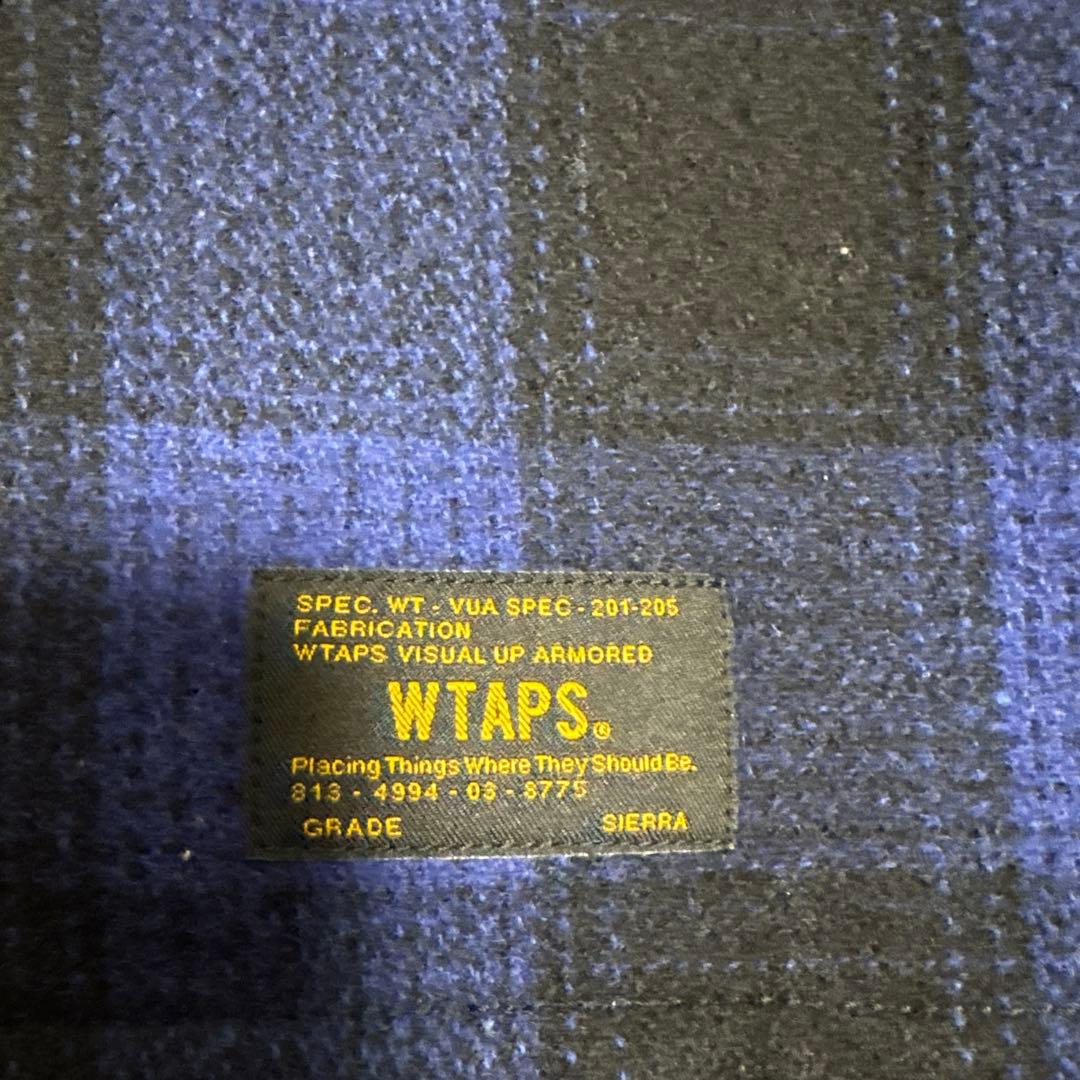 SPEC. WT - VUA SPEC - 201-205
FABRICATION
WTAPS VISUAL UP ARMORED
WTAPS®
Placing Things Where They Should Be.
813 - 4994 - 03 - 8775
GRADE SIERRA